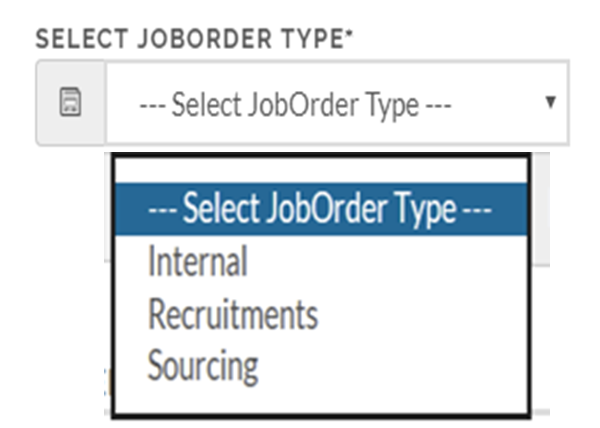 SELECT JOBORDER TYPE*
--- Select JobOrder Type ---
--- Select JobOrder Type ---
Internal
Recruitments
Sourcing